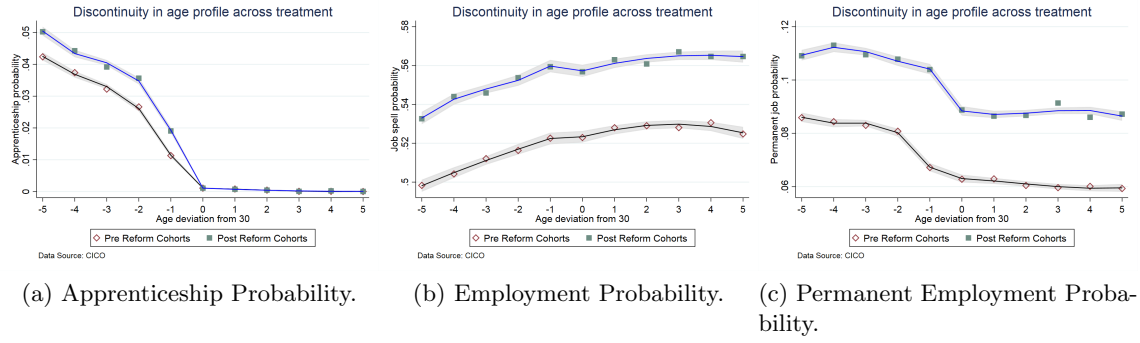 Discontinuity in age profile across treatment
Apprenticeship probability
.05
.04
.03
.02
.01
0
-5 -4 -3 -2 -1 0 1 2 3 4 5
Age deviation from 30
Pre Reform Cohorts Post Reform Cohorts
Data Source: CICO
(a) Apprenticeship Probability.
Discontinuity in age profile across treatment
Job spell probability
.58
.56
.54
.52
.5
-5 -4 -3 -2 -1 0 1 2 3 4 5
Age deviation from 30
Pre Reform Cohorts Post Reform Cohorts
Data Source: CICO
(b) Employment Probability.
Discontinuity in age profile across treatment
Permanent job probability
.12
.1
.08
.06
-5 -4 -3 -2 -1 0 1 2 3 4 5
Age deviation from 30
Pre Reform Cohorts Post Reform Cohorts
Data Source: CICO
(c) Permanent Employment Proba-
bility.